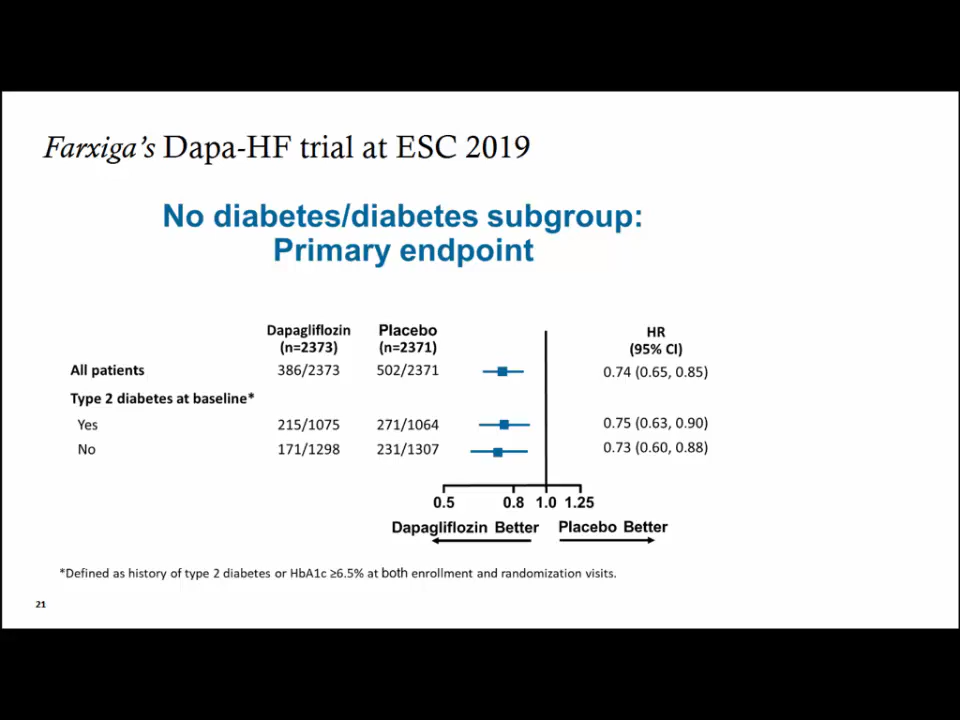 Farxiga's Dapa-HF trial at ESC 2019
No diabetes/diabetes subgroup:
Primary endpoint
Dapagliflozin Placebo HR
(n=2373) (n=2371) (95% CI)
All patients 386/2373 502/2371 0.74 (0.65, 0.85)
Type 2 diabetes at baseline*
Yes 215/1075 271/1064 0.75 (0.63, 0.90)
No 171/1298 231/1307 0.73 (0.60, 0.88)
0.5 0.8 1.0 1.25
Dapagliflozin Better Placebo Better
*Defined as history of type 2 diabetes or HbA1c ≥6.5% at both enrollment and randomization visits.
21